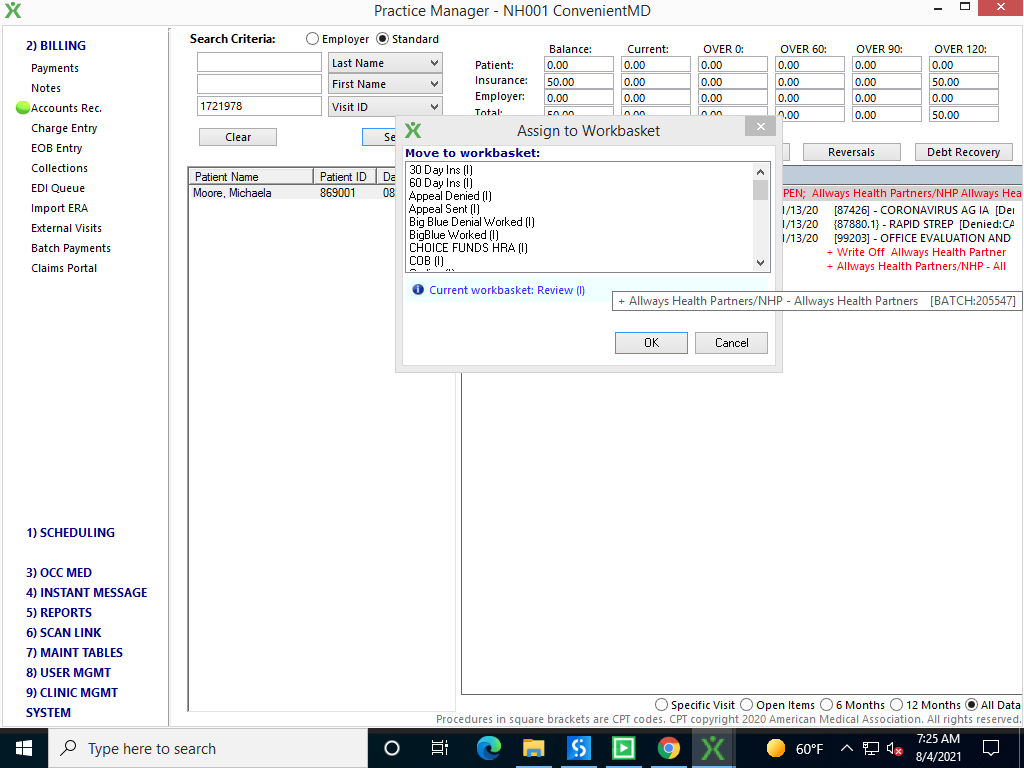 Practice Manager - NH001 ConvenientMD
2) BILLING
Payments
Notes
Accounts Rec.
Charge Entry
EOB Entry
Collections
EDI Queue
Import ERA
External Visits
Batch Payments
Claims Portal
1) SCHEDULING
3) OCC MED
4) INSTANT MESSAGE
5) REPORTS
6) SCAN LINK
7) MAINT TABLES
8) USER MGMT
9) CLINIC MGMT
SYSTEM
Search Criteria: Employer Standard
Last Name
First Name
1721978 Visit ID
Clear Se
Balance: Current: OVER 0: OVER 60: OVER 90: OVER 120:
Patient: 0.00 0.00 0.00 0.00 0.00 0.00
Insurance: 50.00 0.00 0.00 0.00 0.00 50.00
Employer: 0.00 0.00 0.00 0.00 0.00 0.00
Total: 50.00 0.00 0.00 0.00 0.00 50.00
Reversals Debt Recovery
Patient Name Patient ID Da
Moore, Michaela 869001 08
Assign to Workbasket
Move to workbasket:
30 Day Ins (I)
60 Day Ins (I)
Appeal Denied (I)
Appeal Sent (I)
Big Blue Denial Worked (I)
BigBlue Worked (I)
CHOICE FUNDS HRA (I)
COB (I)
Current workbasket: Review (I)
OK Cancel
PEN; Allways Health Partners/NHP Allways Hea
1/13/20 [87426] - CORONAVIRUS AG IA [De
1/13/20 {87880.1} - RAPID STREP [Denied:CA
1/13/20 [99203] - OFFICE EVALUATION AND
+ Write Off Allways Health Partner
+ Allways Health Partners/NHP - All
+ Allways Health Partners/NHP - Allways Health Partners [BATCH:205547]
Specific Visit Open Items 6 Months 12 Months All Data
Procedures in square brackets are CPT codes. CPT copyright 2020 American Medical Association. All rights reserved.
Type here to search
60°F
7:25 AM
8/4/2021